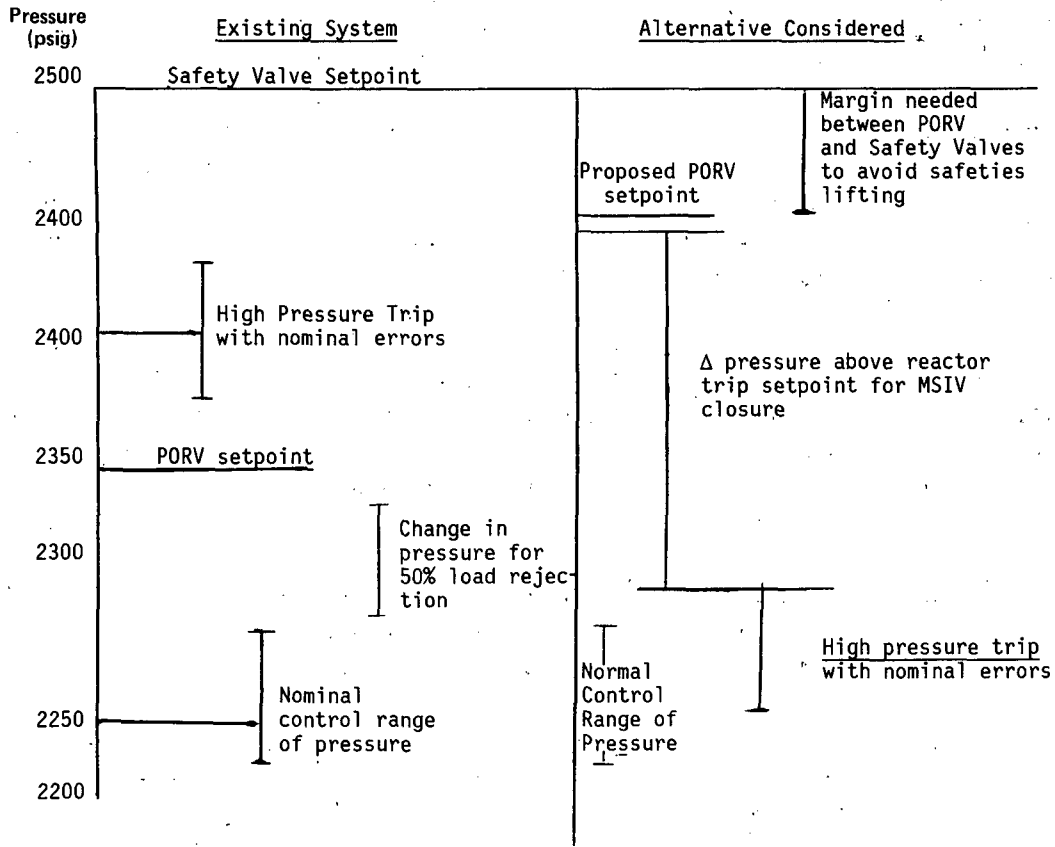 Pressure
(psig)
Existing System
Alternative Considered
2500
Safety Valve Setpoint
Margin needed
between PORV
and Safety Valves
to avoid safeties
lifting
Proposed PORV
setpoint
2400
High Pressure Trip
with nominal errors
2400
Δ pressure above reactor
trip setpoint for MSIV
closure
2350
PORV setpoint
Change in
pressure for
50% load rejec-
tion
2300
High pressure trip
with nominal errors
Normal
Control
Range of
Pressure
Nominal
control range
of pressure
2250
2200